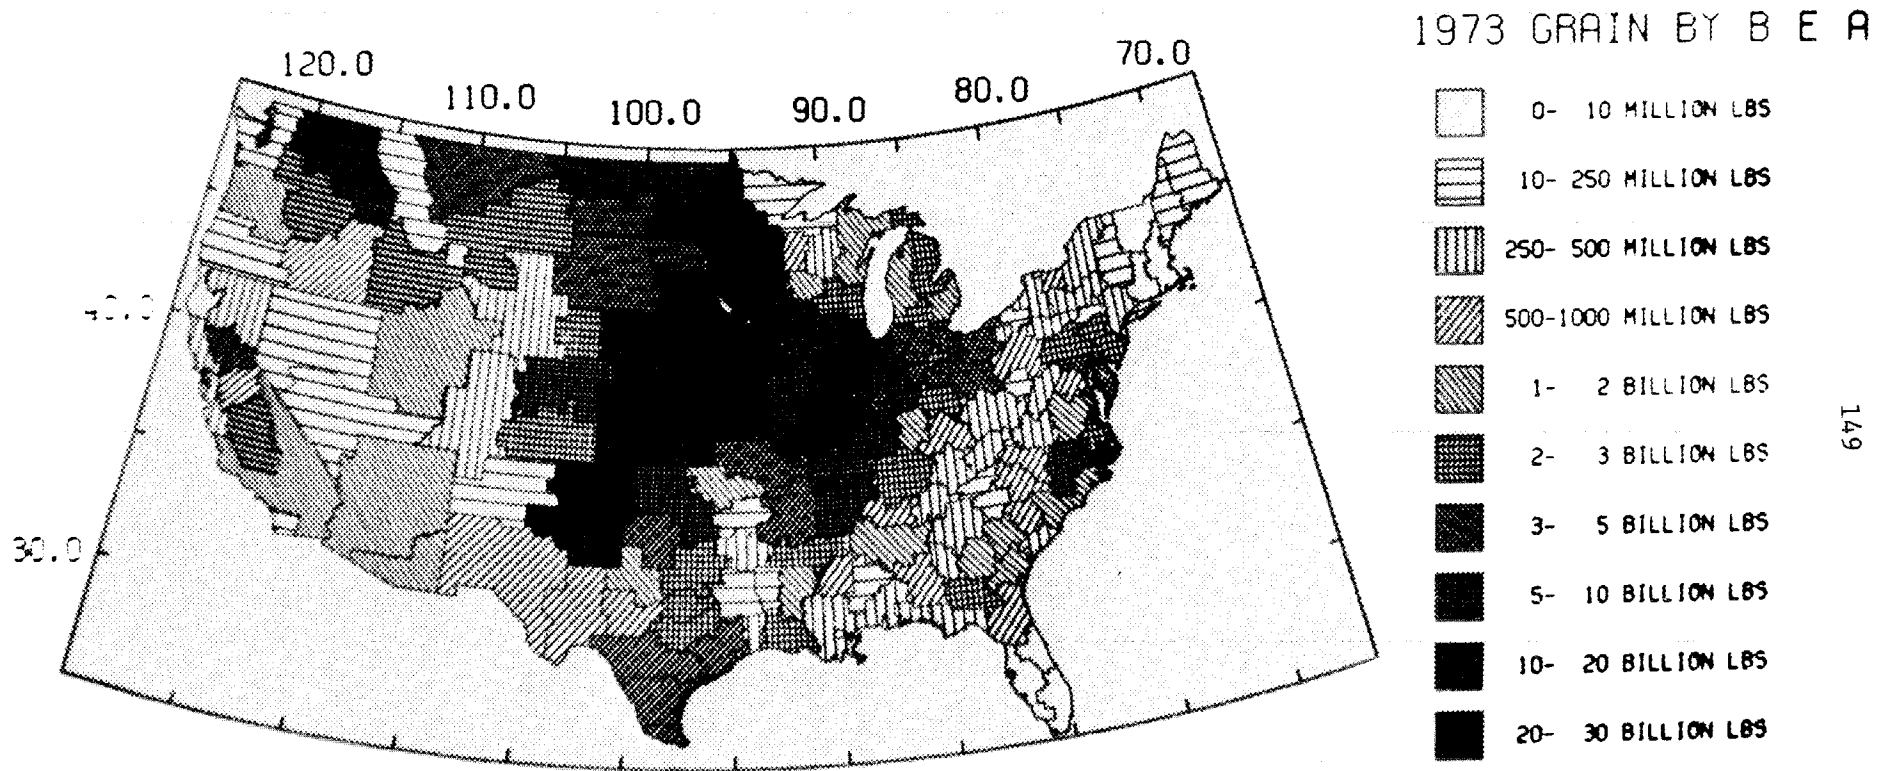 1973 GRAIN BY B E A
120.0
110.0
100.0
90.0
80.0
70.0
40.0
30.0
0- 10 MILLION LBS
10- 250 MILLION LBS
250- 500 MILLION LBS
500-1000 MILLION LBS
1- 2 BILLION LBS
2- 3 BILLION LBS
3- 5 BILLION LBS
5- 10 BILLION LBS
10- 20 BILLION LBS
20- 30 BILLION LBS
149